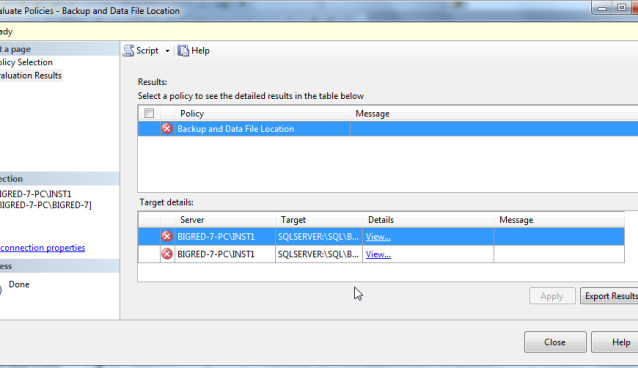 aluate Policies - Backup and Data File Location
ady
t a page
olicy Selection
aluation Results
Script Help
Results:
Select a policy to see the detailed results in the table below
Policy Message
Backup and Data File Location
Target details:
Server Target Details Message
BIGRED-7-PC\INST1 SQLSERVER:\SQL\B... View...
BIGRED-7-PC\INST1 SQLSERVER:\SQL\B... View...
ection
IGRED-7-PC\INST1
BIGRED-7-PC\BIGRED-7]
connection properties
ess
Done
Apply Export Results
Close Help